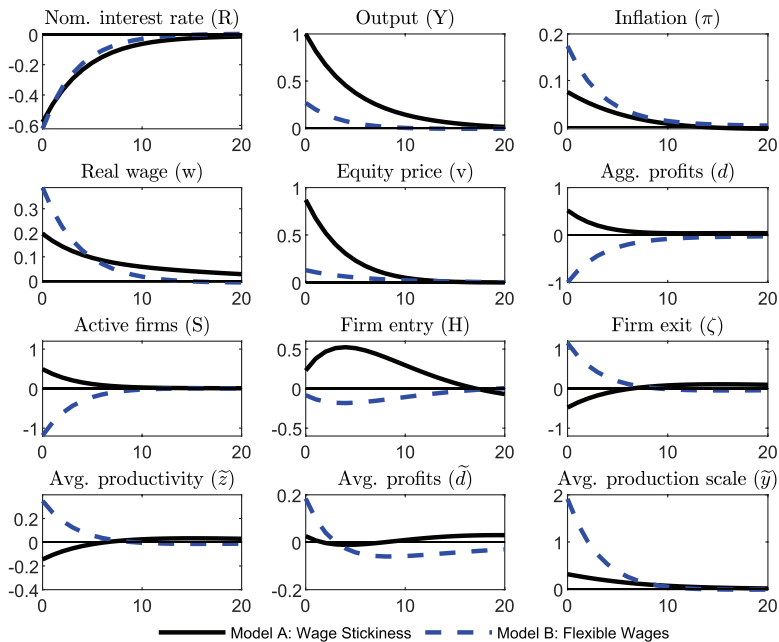 Nom. interest rate (R) Output (Y) Inflation (π)
0 1 0.2
-0.2 0.5 0.1
-0.4
-0.6 0 0
0 10 20 0 10 20 0 10 20
Real wage (w) Equity price (v) Agg. profits (d)
0.3 1 1
0.2 0.5 0
0.1
0 0 -1
0 10 20 0 10 20 0 10 20
Active firms (S) Firm entry (H) Firm exit (ζ)
1 0.5 1
0 0 0
-1 -0.5 -1
0 10 20 0 10 20 0 10 20
Avg. productivity (z̃) Avg. profits (d̃) Avg. production scale (ỹ)
0.4 0.2 2
0.2 1
0 0
-0.2
-0.4 -0.2 0
0 10 20 0 10 20 0 10 20
Model A: Wage Stickiness Model B: Flexible Wages